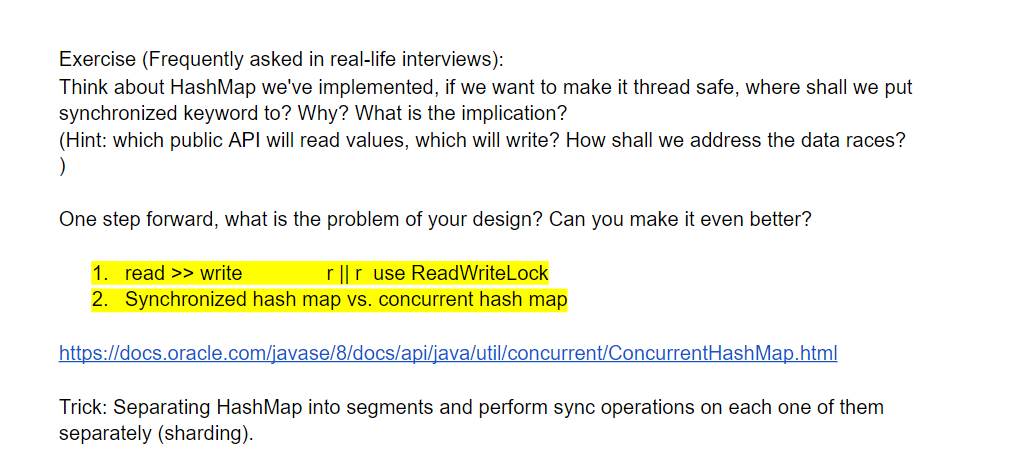 Exercise (Frequently asked in real-life interviews):
Think about HashMap we've implemented, if we want to make it thread safe, where shall we put
synchronized keyword to? Why? What is the implication?
(Hint: which public API will read values, which will write? How shall we address the data races?
)
One step forward, what is the problem of your design? Can you make it even better?
1. read >> write r || r use ReadWriteLock
2. Synchronized hash map vs. concurrent hash map
https://docs.oracle.com/javase/8/docs/api/java/util/concurrent/ConcurrentHashMap.html
Trick: Separating HashMap into segments and perform sync operations on each one of them
separately (sharding).